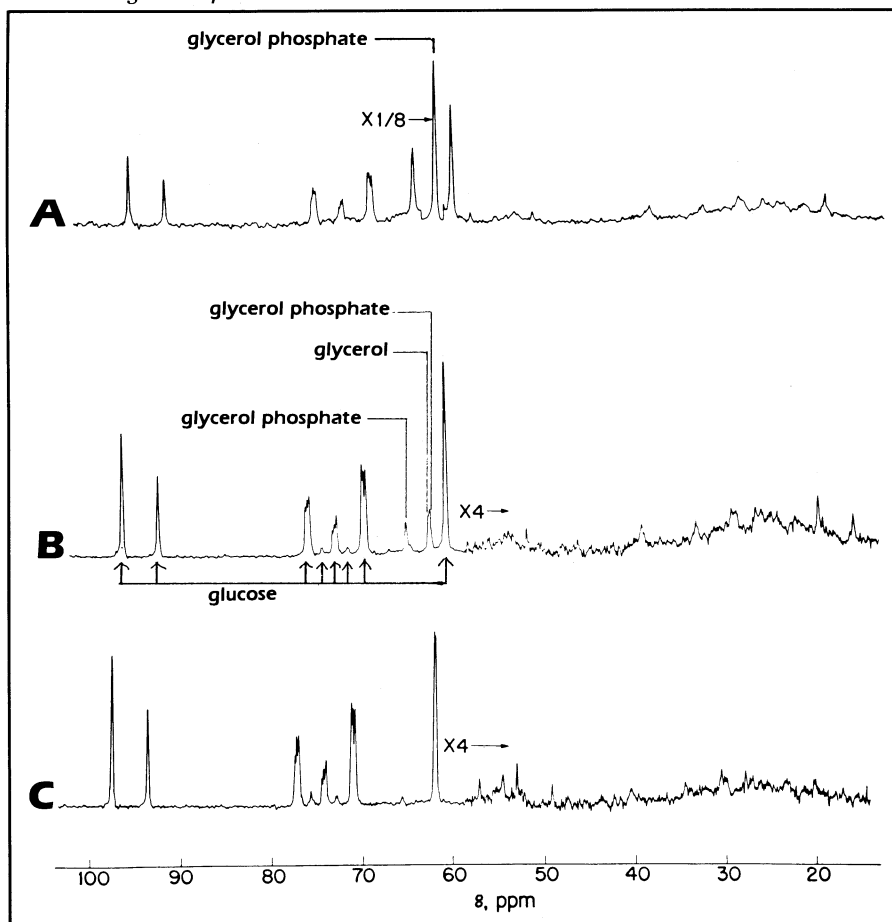 glycerol phosphate
X1/8
A
glycerol phosphate
glycerol
glycerol phosphate
X4
B
glucose
X4
C
100 90 80 70 60 50 40 30 20
δ, ppm